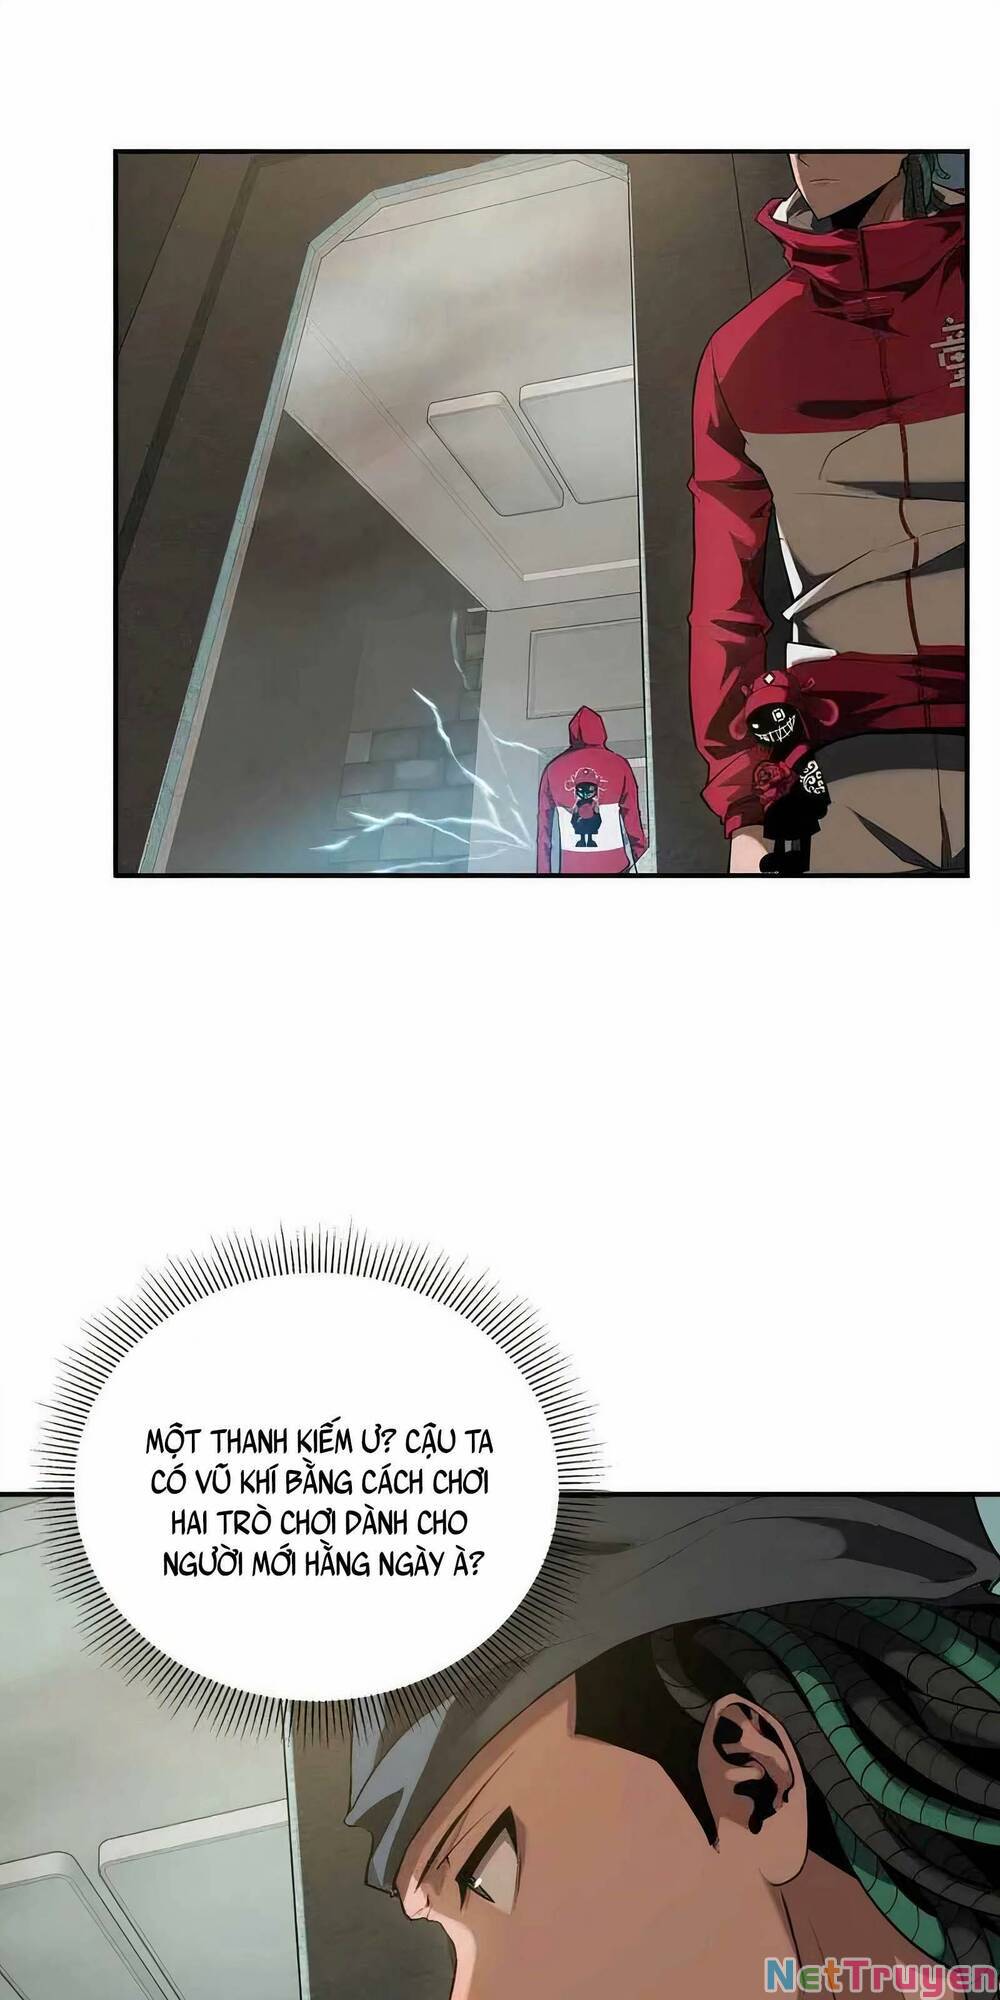 MỘT THANH KIẾM Ư? CẬU TA
CÓ VŨ KHÍ BẰNG CÁCH CHƠI
HAI TRÒ CHƠI DÀNH CHO
NGƯỜI MỚI HẰNG NGÀY À?
NETTRUYEN